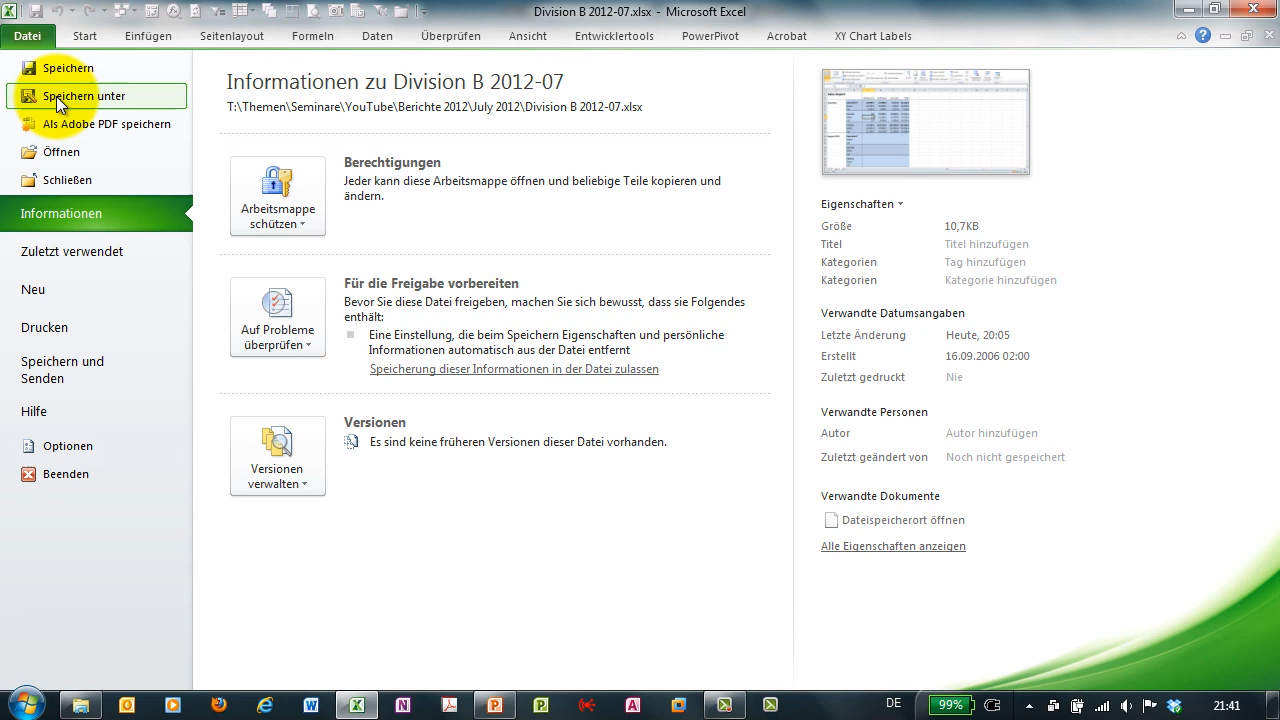 Division B 2012-07.xlsx - Microsoft Excel
Datei Start Einfügen Seitenlayout Formeln Daten Überprüfen Ansicht Entwicklertools PowerPivot Acrobat XY Chart Labels
Speichern
Speichern unter
Als Adobe PDF speichern
Öffnen
Schließen
Informationen
Zuletzt verwendet
Neu
Drucken
Speichern und
Senden
Hilfe
Optionen
Beenden
Informationen zu Division B 2012-07
T:\Themen\Seminare\YouTube\Berichte 2012\July 2012\Division B 2012-07.xlsx
Arbeitsmappe
schützen
Berechtigungen
Jeder kann diese Arbeitsmappe öffnen und beliebige Teile kopieren und
ändern.
Auf Probleme
überprüfen
Für die Freigabe vorbereiten
Bevor Sie diese Datei freigeben, machen Sie sich bewusst, dass sie Folgendes
enthält:
Eine Einstellung, die beim Speichern Eigenschaften und persönliche
Informationen automatisch aus der Datei entfernt
Speicherung dieser Informationen in der Datei zulassen
Versionen
verwalten
Versionen
Es sind keine früheren Versionen dieser Datei vorhanden.
Eigenschaften
Größe 10,7KB
Titel Titel hinzufügen
Kategorien Tag hinzufügen
Kategorien Kategorie hinzufügen
Verwandte Datumsangaben
Letzte Änderung Heute, 20:05
Erstellt 16.09.2006 02:00
Zuletzt gedruckt Nie
Verwandte Personen
Autor Autor hinzufügen
Zuletzt geändert von Noch nicht gespeichert
Verwandte Dokumente
Dateispeicherort öffnen
Alle Eigenschaften anzeigen
DE 99% 21:41